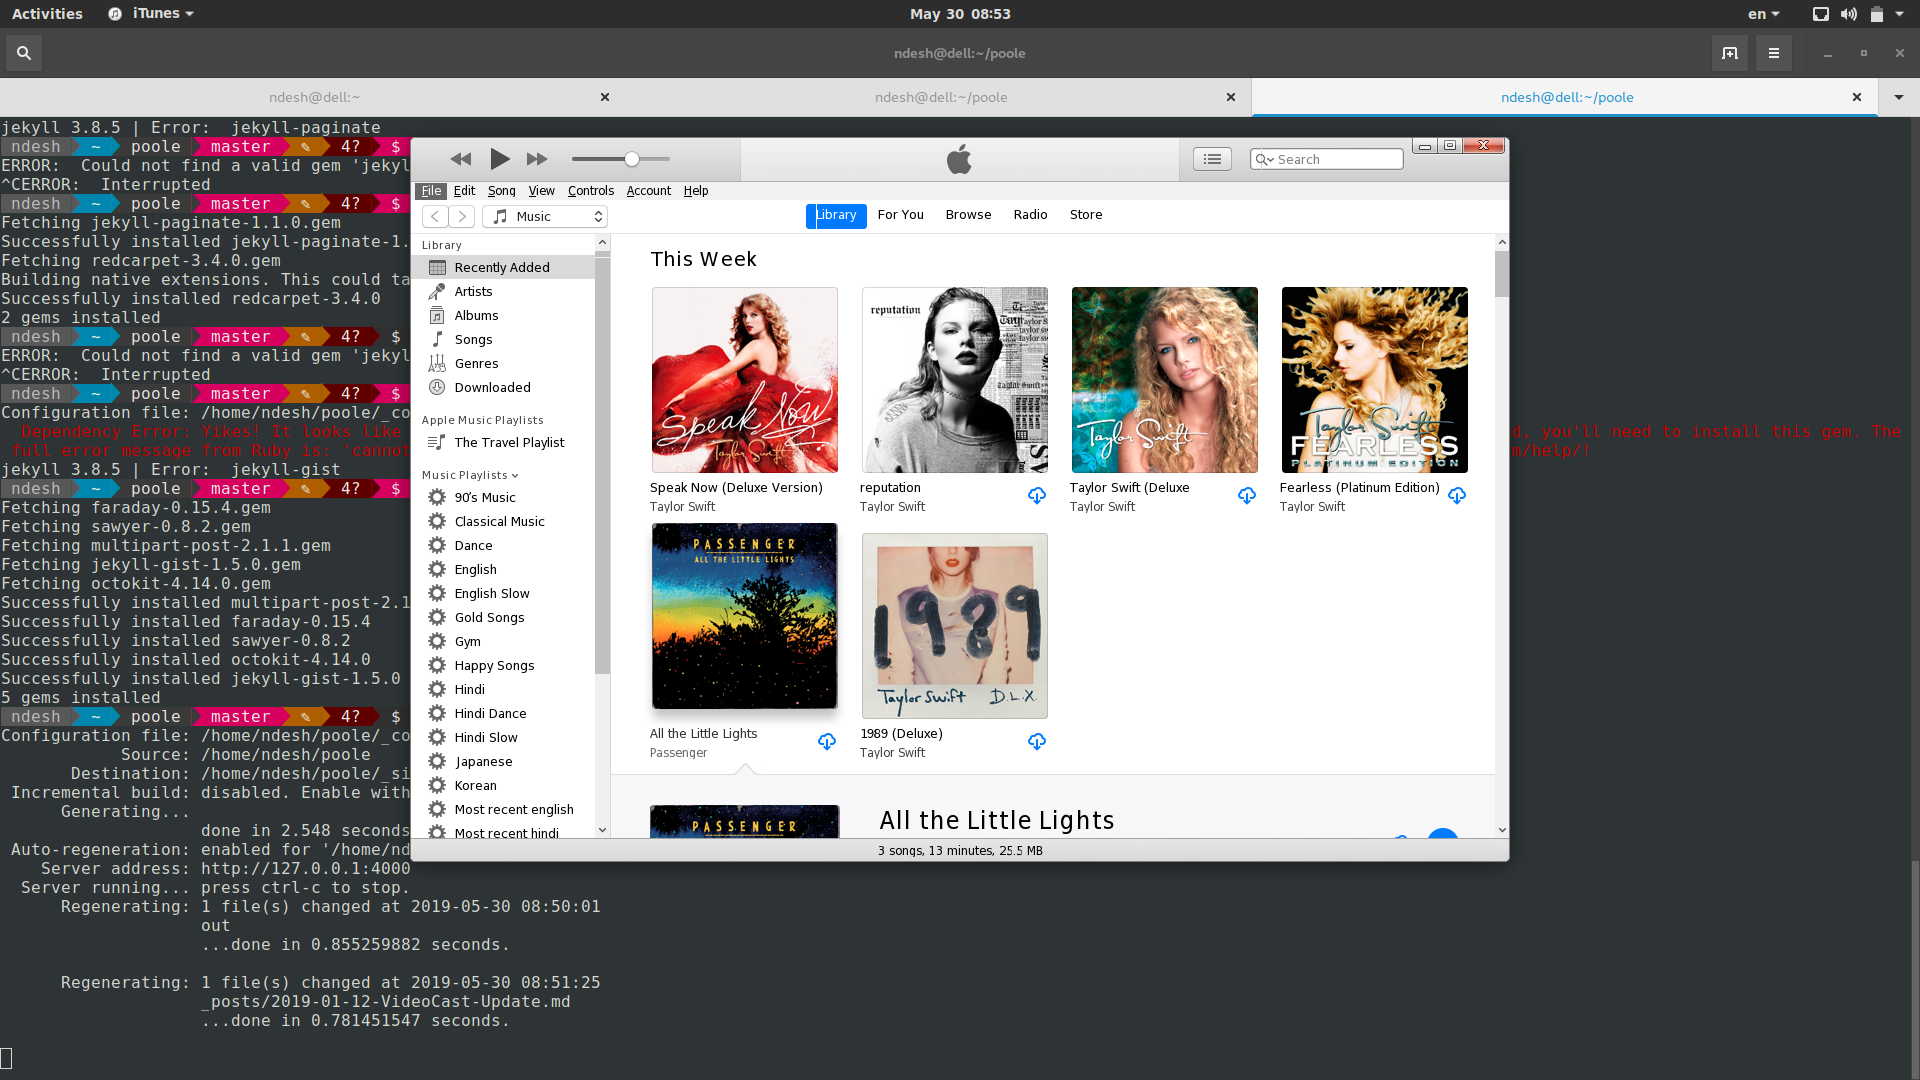 Activities iTunes May 30 08:53 en
ndesh@dell:~/poole
ndesh@dell:~ ndesh@dell:~/poole ndesh@dell:~/poole
jekyll 3.8.5 | Error:  jekyll-paginate
ndesh ~ poole master ✎ 4? $
ERROR:  Could not find a valid gem 'jekyl
^CERROR:  Interrupted
ndesh ~ poole master ✎ 4? $
Fetching jekyll-paginate-1.1.0.gem
Successfully installed jekyll-paginate-1.
Fetching redcarpet-3.4.0.gem
Building native extensions. This could ta
Successfully installed redcarpet-3.4.0
2 gems installed
ndesh ~ poole master ✎ 4? $
ERROR:  Could not find a valid gem 'jekyl
^CERROR:  Interrupted
ndesh ~ poole master ✎ 4? $
Configuration file: /home/ndesh/poole/_co
Dependency Error: Yikes! It looks like
d, you'll need to install this gem. The
full error message from Ruby is: 'cannot
m/help/!
jekyll 3.8.5 | Error:  jekyll-gist
ndesh ~ poole master ✎ 4? $
Fetching faraday-0.15.4.gem
Fetching sawyer-0.8.2.gem
Fetching multipart-post-2.1.1.gem
Fetching jekyll-gist-1.5.0.gem
Fetching octokit-4.14.0.gem
Successfully installed multipart-post-2.1
Successfully installed faraday-0.15.4
Successfully installed sawyer-0.8.2
Successfully installed octokit-4.14.0
Successfully installed jekyll-gist-1.5.0
5 gems installed
ndesh ~ poole master ✎ 4? $
Configuration file: /home/ndesh/poole/_co
Source: /home/ndesh/poole
Destination: /home/ndesh/poole/_si
Incremental build: disabled. Enable with
Generating...
done in 2.548 seconds
Auto-regeneration: enabled for '/home/nd
Server address: http://127.0.0.1:4000
Server running... press ctrl-c to stop.
Regenerating: 1 file(s) changed at 2019-05-30 08:50:01
out
...done in 0.855259882 seconds.
Regenerating: 1 file(s) changed at 2019-05-30 08:51:25
_posts/2019-01-12-VideoCast-Update.md
...done in 0.781451547 seconds.
Search
File Edit Song View Controls Account Help
Music
Library For You Browse Radio Store
Library
Recently Added
Artists
Albums
Songs
Genres
Downloaded
Apple Music Playlists
The Travel Playlist
Music Playlists
90's Music
Classical Music
Dance
English
English Slow
Gold Songs
Gym
Happy Songs
Hindi
Hindi Dance
Hindi Slow
Japanese
Korean
Most recent english
Most recent hindi
This Week
Speak Now
Taylor Swift
Speak Now (Deluxe Version)
Taylor Swift
reputation
reputation
Taylor Swift
Taylor Swift
Taylor Swift (Deluxe
Taylor Swift
Taylor Swift
FEARLESS
PLATINUM EDITION
Fearless (Platinum Edition)
Taylor Swift
PASSENGER
ALL THE LITTLE LIGHTS
All the Little Lights
Passenger
1989
Taylor Swift D.L.X.
1989 (Deluxe)
Taylor Swift
PASSENGER
All the Little Lights
3 songs, 13 minutes, 25.5 MB